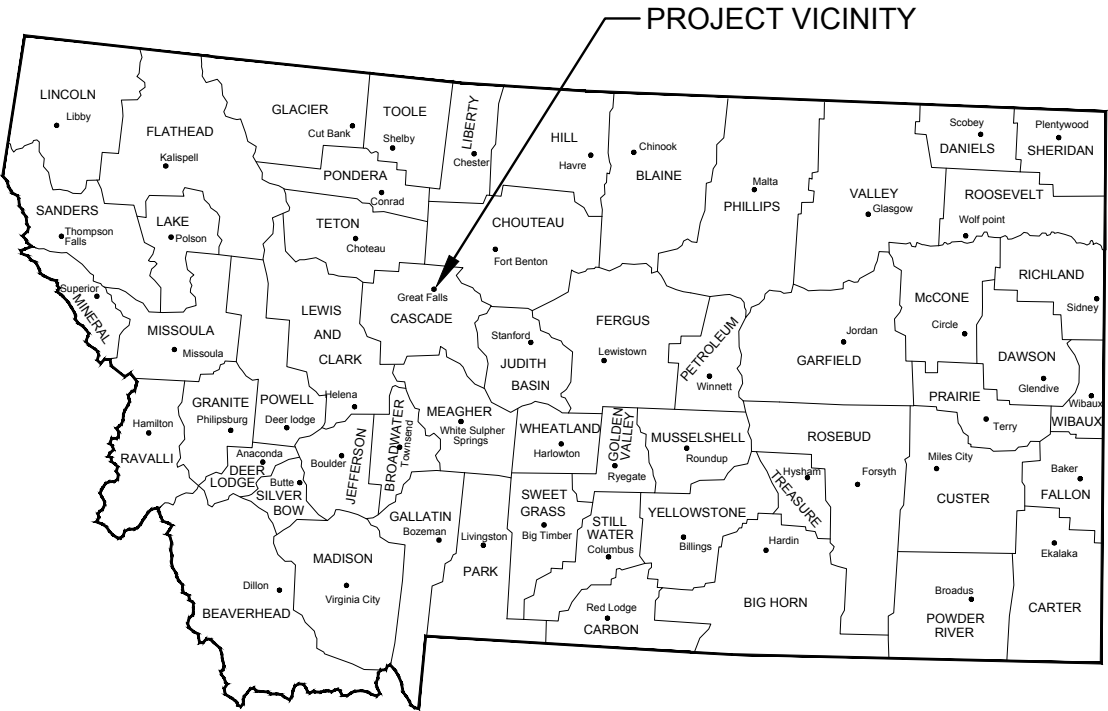 PROJECT VICINITY
LINCOLN
Libby
FLATHEAD
Kalispell
GLACIER
Cut Bank
TOOLE
Shelby
LIBERTY
Chester
HILL
Havre
Chinook
BLAINE
Malta
PHILLIPS
VALLEY
Glasgow
Scobey
DANIELS
Plentywood
SHERIDAN
ROOSEVELT
Wolf point
PONDERA
Conrad
SANDERS
Thompson
Falls
LAKE
Polson
TETON
Choteau
CHOUTEAU
Fort Benton
RICHLAND
Sidney
Superior
MINERAL
MISSOULA
Missoula
LEWIS
AND
CLARK
Helena
Great Falls
CASCADE
Stanford
JUDITH
BASIN
FERGUS
Lewistown
PETROLEUM
Winnett
Jordan
GARFIELD
McCONE
Circle
DAWSON
Glendive
Wibaux
WIBAUX
PRAIRIE
Terry
Hamilton
RAVALLI
GRANITE
Philipsburg
POWELL
Deer lodge
Anaconda
DEER
LODGE
Butte
SILVER
BOW
Boulder
JEFFERSON
BROADWATER
Townsend
MEAGHER
White Sulpher
Springs
WHEATLAND
Harlowton
GOLDEN
VALLEY
Ryegate
MUSSELSHELL
Roundup
ROSEBUD
Forsyth
Hysham
TREASURE
Miles City
CUSTER
Baker
FALLON
GALLATIN
Bozeman
Livingston
PARK
SWEET
GRASS
Big Timber
STILL
WATER
Columbus
YELLOWSTONE
Billings
Hardin
BIG HORN
Ekalaka
CARTER
Broadus
POWDER
RIVER
Dillon
BEAVERHEAD
MADISON
Virginia City
Red Lodge
CARBON